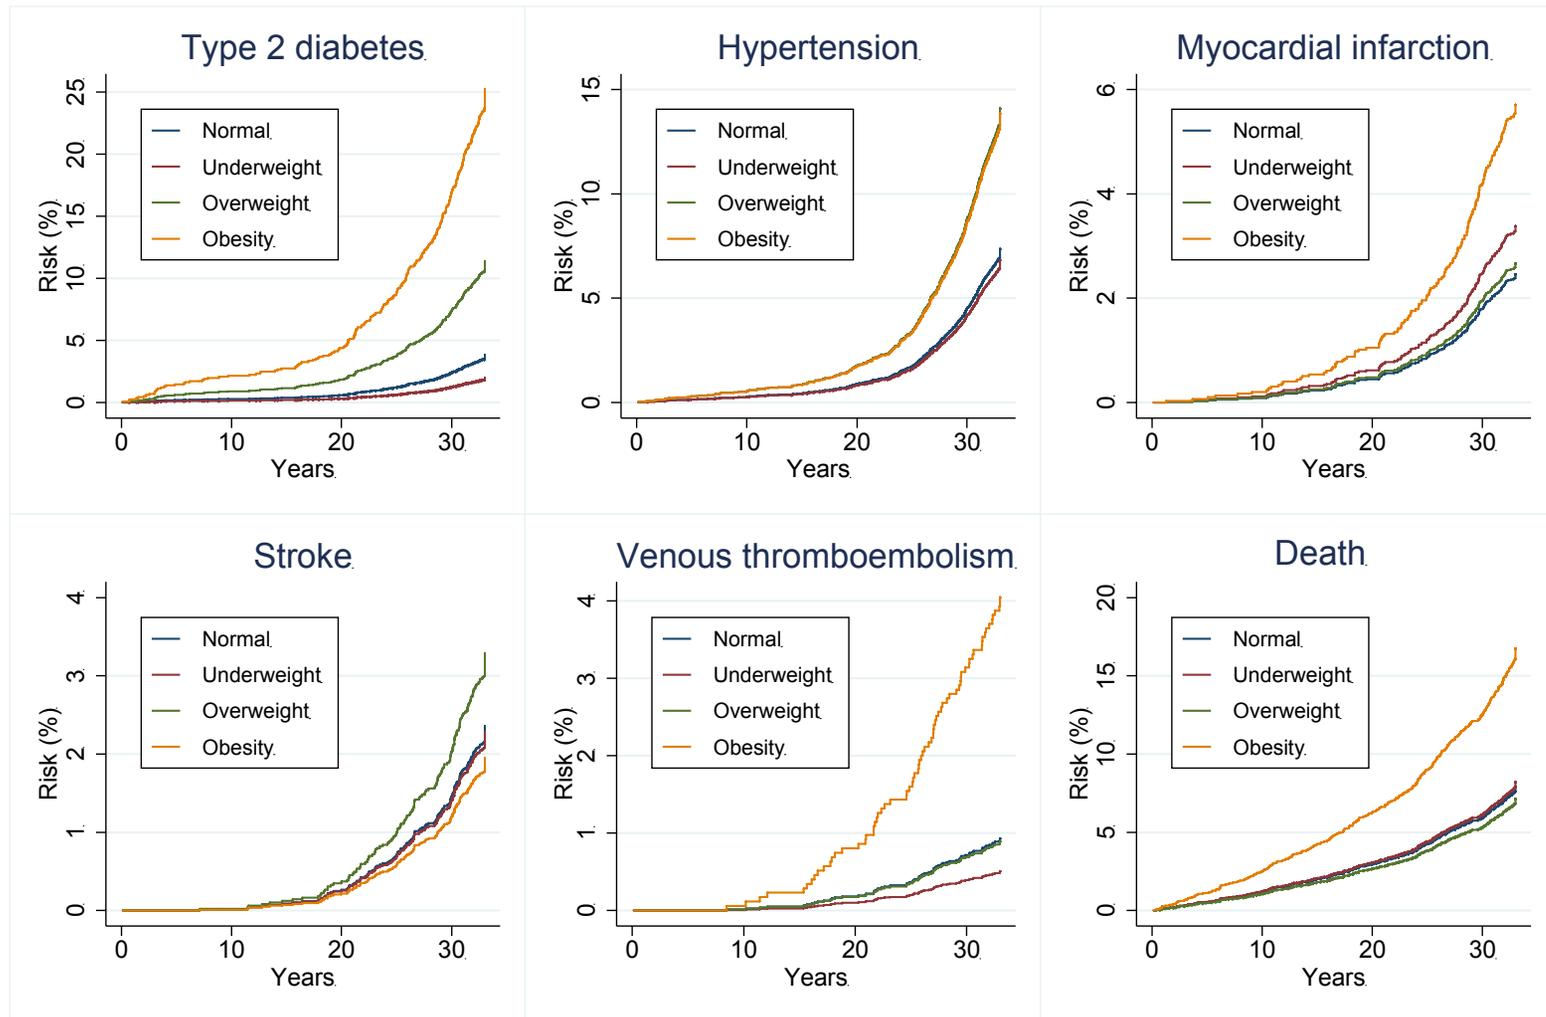 Type 2 diabetes
Risk (%)
25
20
15
10
5
0
Normal
Underweight
Overweight
Obesity
0 10 20 30
Years
Hypertension
Risk (%)
15
10
5
0
Normal
Underweight
Overweight
Obesity
0 10 20 30
Years
Myocardial infarction
Risk (%)
6
4
2
0
Normal
Underweight
Overweight
Obesity
0 10 20 30
Years
Stroke
Risk (%)
4
3
2
1
0
Normal
Underweight
Overweight
Obesity
0 10 20 30
Years
Venous thromboembolism
Risk (%)
4
3
2
1
0
Normal
Underweight
Overweight
Obesity
0 10 20 30
Years
Death
Risk (%)
20
15
10
5
0
Normal
Underweight
Overweight
Obesity
0 10 20 30
Years